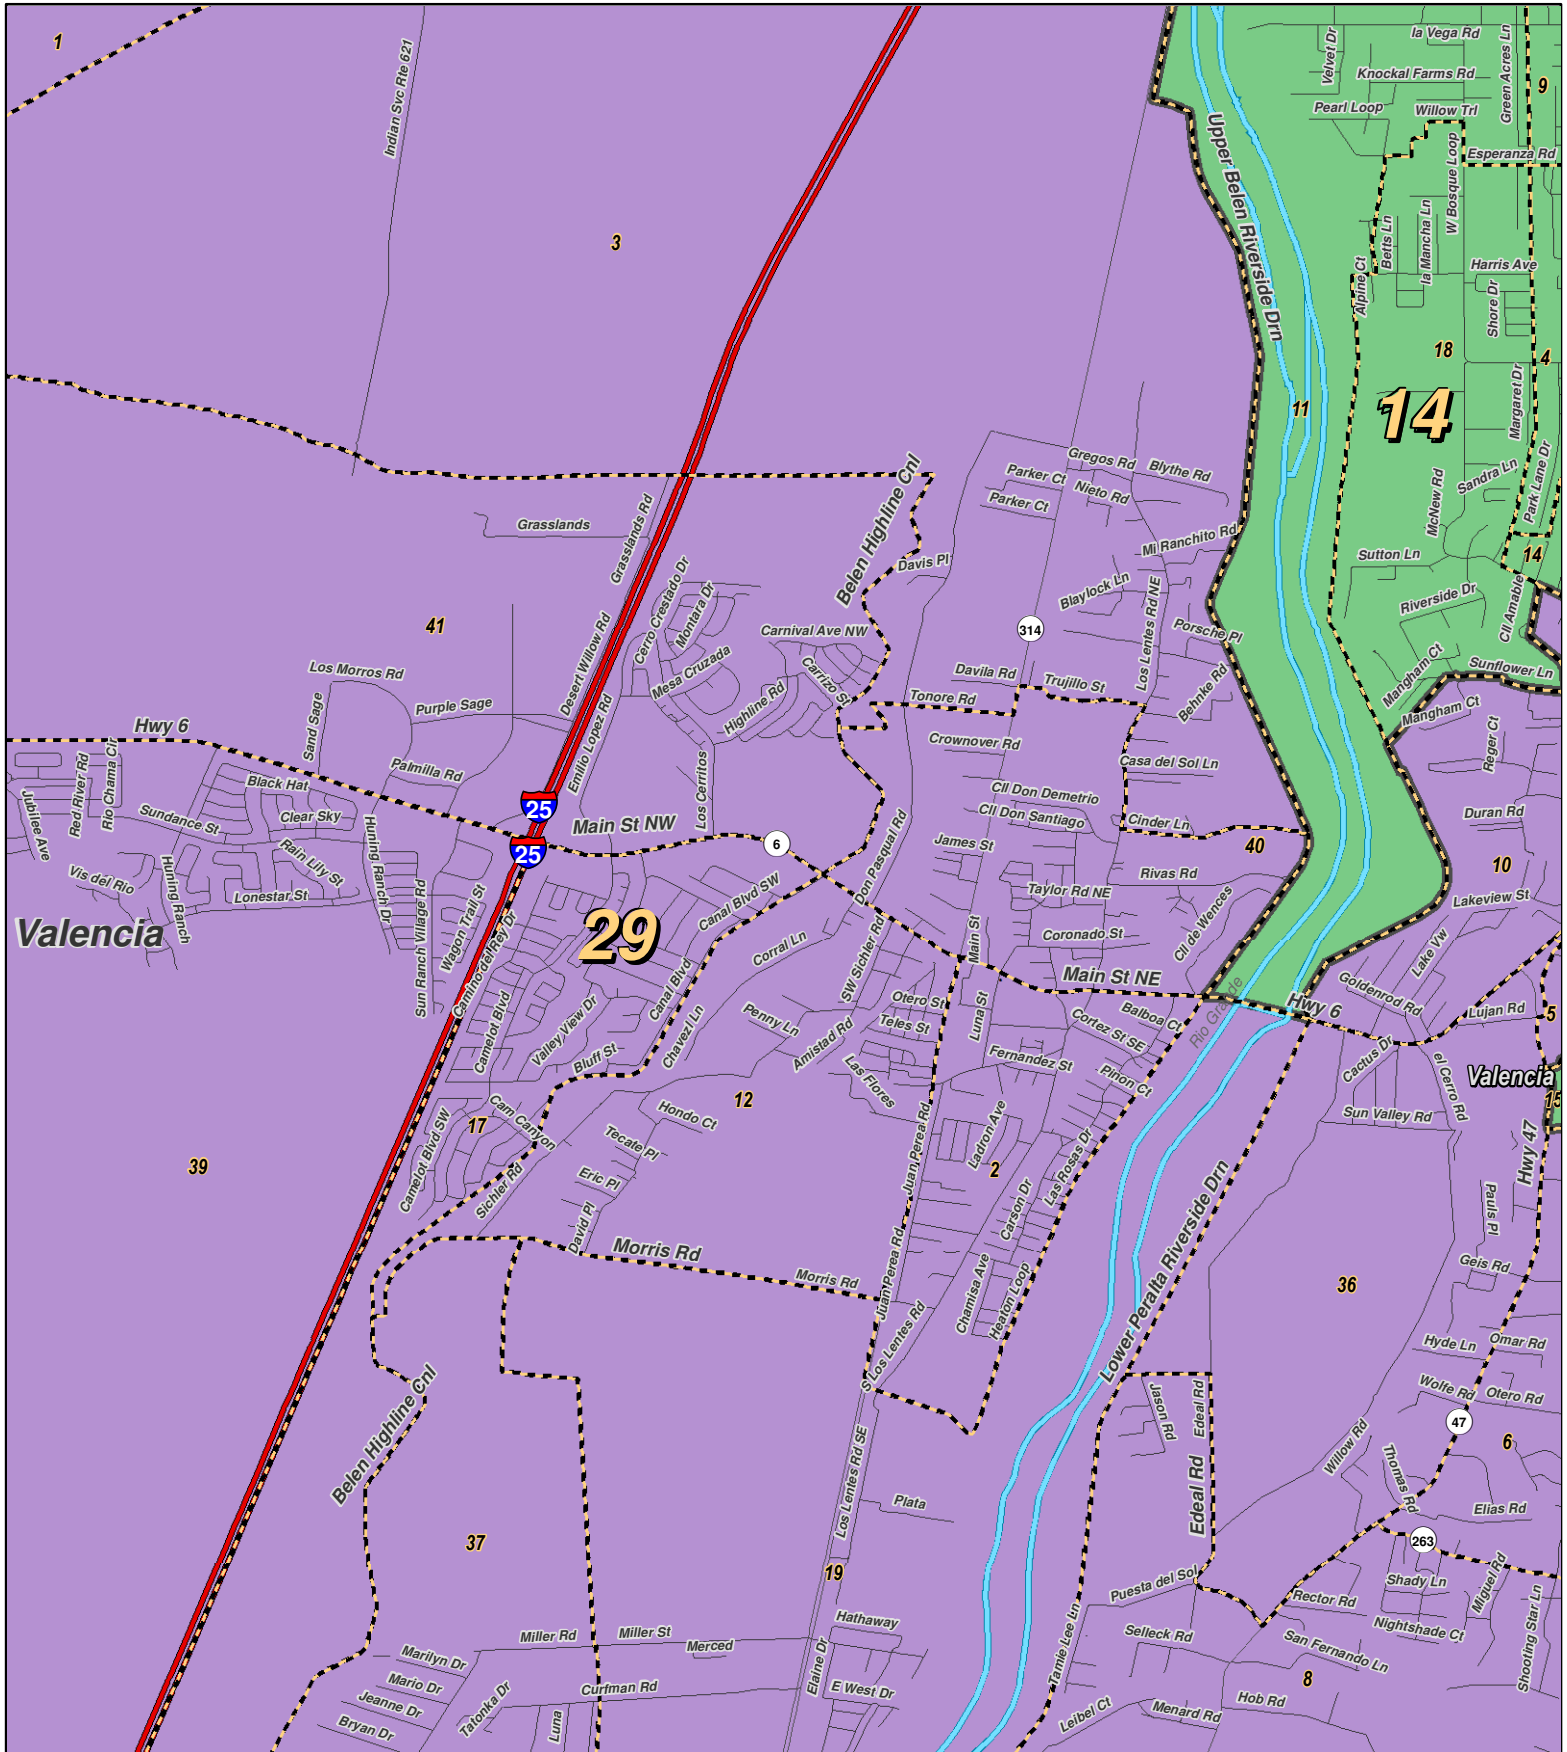 1
Indian Svc Rte 621
3
Velvet Dr
la Vega Rd
Green Acres Ln
Knockal Farms Rd
9
Pearl Loop
Willow Trl
Upper Belen Riverside Drn
W Bosque Loop
Esperanza Rd
Betts Ln
la Mancha Ln
Alpine Ct
Harris Ave
Shore Dr
18
4
11
14
Margaret Dr
Gregos Rd
Blythe Rd
Parker Ct
Nieto Rd
Parker Ct
Belen Highline Cnl
McNew Rd
Sandra Ln
Park Lane Dr
Grasslands
Grasslands Rd
Mi Ranchito Rd
Davis Pl
Sutton Ln
14
Cerro Crestado Dr
Montara Dr
Blaylock Ln
Los Lentes Rd NE
Riverside Dr
Cll Amable
41
Desert Willow Rd
Carnival Ave NW
314
Porsche Pl
Los Morros Rd
Mesa Cruzada
Carrizo St
Davila Rd
Trujillo St
Behnke Rd
Mangham Ct
Sunflower Ln
Purple Sage
Highline Rd
Tonore Rd
Mangham Ct
Hwy 6
Sand Sage
Emilio Lopez Rd
Crownover Rd
Reger Ct
Red River Rd
Rio Chama Cir
Palmilla Rd
Casa del Sol Ln
Black Hat
Los Cerritos
Cll Don Demetrio
Jubilee Ave
Sundance St
Clear Sky
25
Main St NW
Cll Don Santiago
Cinder Ln
Duran Rd
Huning Ranch Dr
Don Pasqual Rd
James St
6
25
40
10
Rain Lily St
Vis del Rio
Huming Ranch
Lonestar St
Rivas Rd
Canal Blvd SW
Taylor Rd NE
Lakeview St
Sun Ranch Village Rd
Wagon Trail St
Camino del Rey Dr
Valencia
29
Corral Ln
Main St
Coronado St
Cll de Wences
Lake Vw
SW Sichler Rd
Canal Blvd
Main St NE
Goldenrod Rd
Camelot Blvd
Valley View Dr
Otero St
Luna St
Balboa Ct
Rio Grande
Hwy 6
Lujan Rd
5
Chavez Ln
Penny Ln
Amistad Rd
Teles St
Cortez St SE
Bluff St
Fernandez St
Cactus Dr
el Cerro Rd
Valencia
Las Flores
Pinon Ct
12
Cam Canyon
Hondo Ct
Sun Valley Rd
15
17
Camelot Blvd SW
Tecate Pl
Juan Perea Rd
Ladron Ave
Las Rosas Dr
Hwy 47
39
Sichler Rd
Eric Pl
2
Carson Dr
Pauls Pl
David Pl
Morris Rd
Morris Rd
Juan Perea Rd
Chamisa Ave
Heaton Loop
Lower Peralta Riverside Drn
Geis Rd
36
S Los Lentes Rd
Hyde Ln
Omar Rd
Belen Highline Cnl
Jason Rd
Edeal Rd
Wolfe Rd
Otero Rd
47
Willow Rd
6
Los Lentes Rd SE
Thomas Rd
Edeal Rd
Plata
Elias Rd
37
263
19
Puesta del Sol
Shady Ln
Miguel Rd
Rector Rd
Shooting Star Ln
Hathaway
Tamie Lee Ln
Nightshade Ct
Miller Rd
Miller St
Merced
Selleck Rd
San Fernando Ln
Marilyn Dr
Elaine Dr
Mario Dr
Curfman Rd
E West Dr
8
Jeanne Dr
Tatonka Dr
Luna
Leibel Ct
Menard Rd
Hob Rd
Bryan Dr